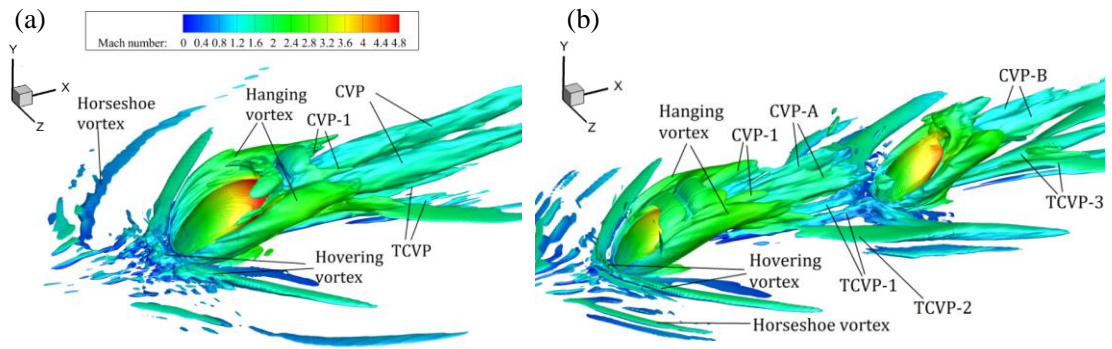 (a)
Mach number: 0 0.4 0.8 1.2 1.6 2 2.4 2.8 3.2 3.6 4 4.4 4.8
Y
X
Z
Horseshoe
vortex
Hanging
vortex
CVP-1
CVP
TCVP
Hovering
vortex
(b)
Y
X
Z
Hanging
vortex
CVP-1
CVP-A
CVP-B
TCVP-3
Hovering
vortex
TCVP-1
TCVP-2
Horseshoe vortex